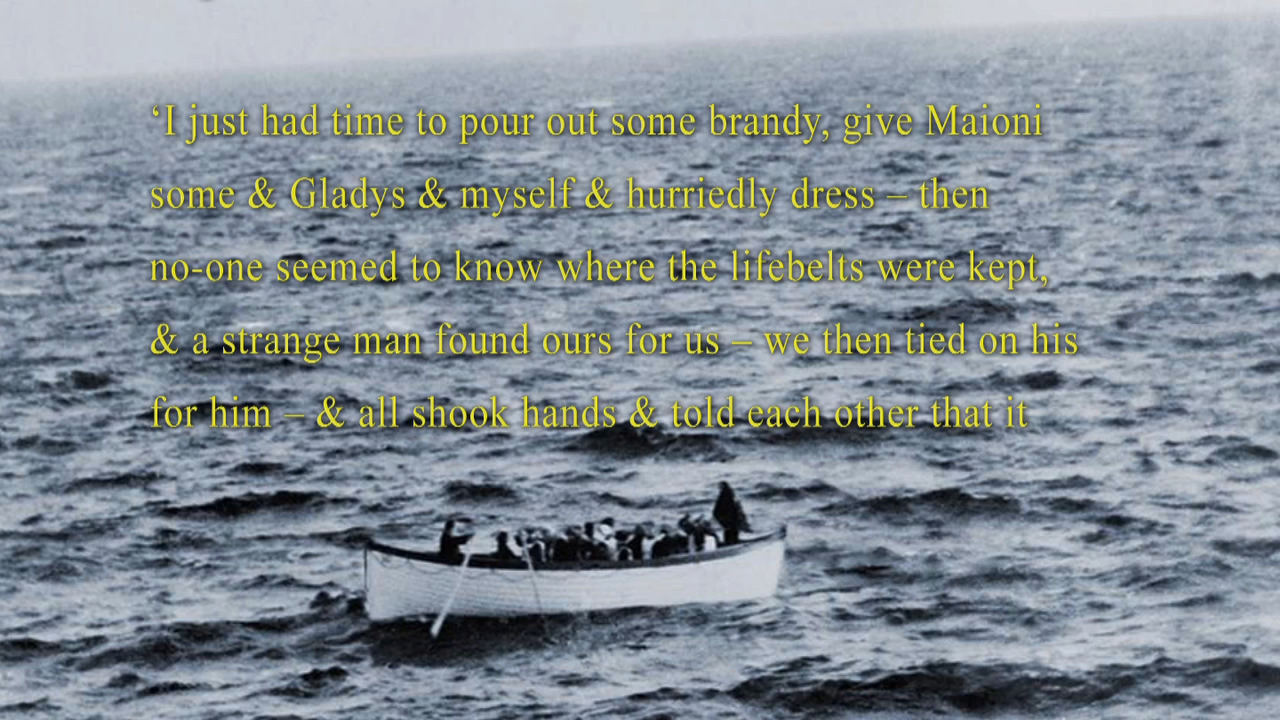 ‘I just had time to pour out some brandy, give Maioni
some & Gladys & myself & hurriedly dress – then
no-one seemed to know where the lifebelts were kept,
& a strange man found ours for us – we then tied on his
for him – & all shook hands & told each other that it